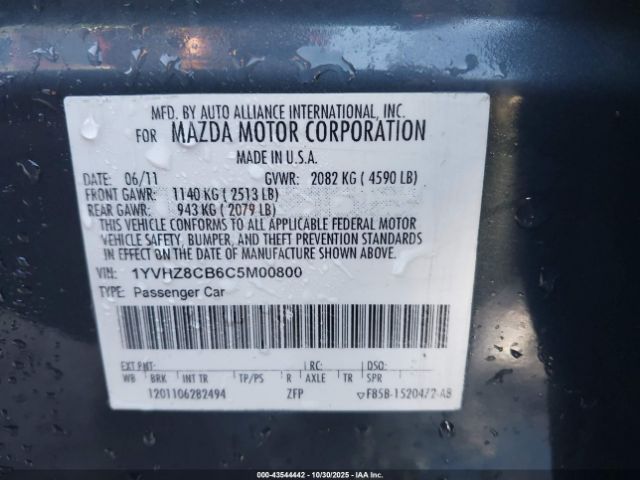 MFD. BY AUTO ALLIANCE INTERNATIONAL, INC.
FOR MAZDA MOTOR CORPORATION
MADE IN U.S.A.
DATE: 06/11 GVWR: 2082 KG ( 4590 LB)
FRONT GAWR: 1140 KG ( 2513 LB)
REAR GAWR: 943 KG ( 2079 LB)
THIS VEHICLE CONFORMS TO ALL APPLICABLE FEDERAL MOTOR
VEHICLE SAFETY, BUMPER, AND THEFT PREVENTION STANDARDS
IN EFFECT ON THE DATE OF MANUFACTURE SHOWN ABOVE.
VIN: 1YVHZ8CB6C5M00800
TYPE: Passenger Car
EXT PNT: RC: DSO:
WB BRK INT TR TP/PS R AXLE TR SPR
1201106282494 ZFP F85B-15204/2-AB
000-43544442 - 10/30/2025 - IAA Inc.